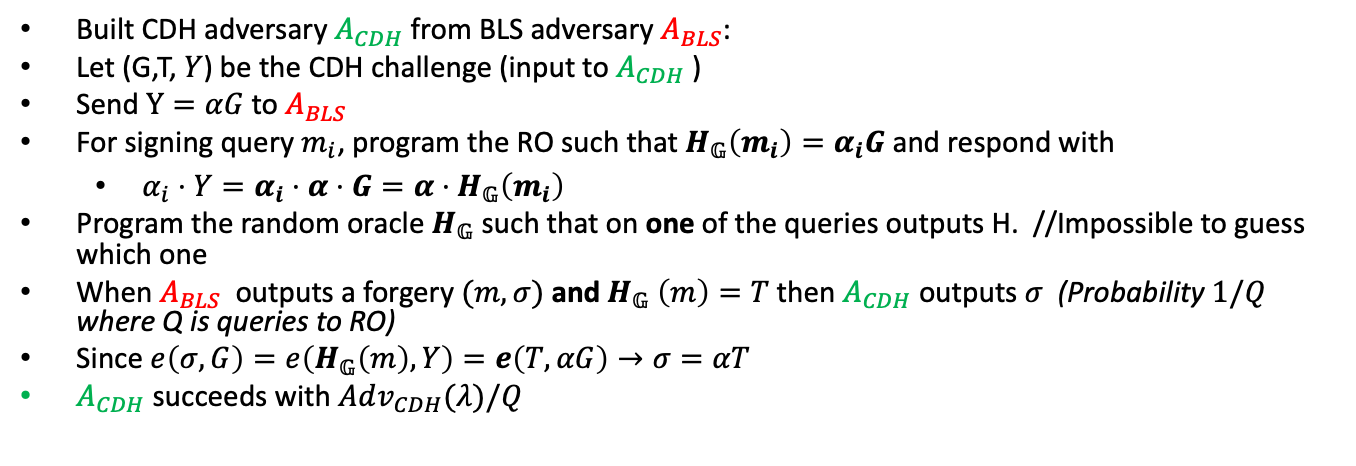 • Built CDH adversary A_CDH from BLS adversary A_BLS:
• Let (G,T, Y) be the CDH challenge (input to A_CDH )
• Send Y = αG to A_BLS
• For signing query m_i, program the RO such that H_𝔾(m_i) = α_iG and respond with
• α_i · Y = α_i · α · G = α · H_𝔾(m_i)
• Program the random oracle H_𝔾 such that on one of the queries outputs H. //Impossible to guess
which one
• When A_BLS outputs a forgery (m, σ) and H_𝔾 (m) = T then A_CDH outputs σ (Probability 1/Q
where Q is queries to RO)
• Since e(σ, G) = e(H_𝔾(m), Y) = e(T, αG) → σ = αT
• A_CDH succeeds with Adv_CDH(λ)/Q